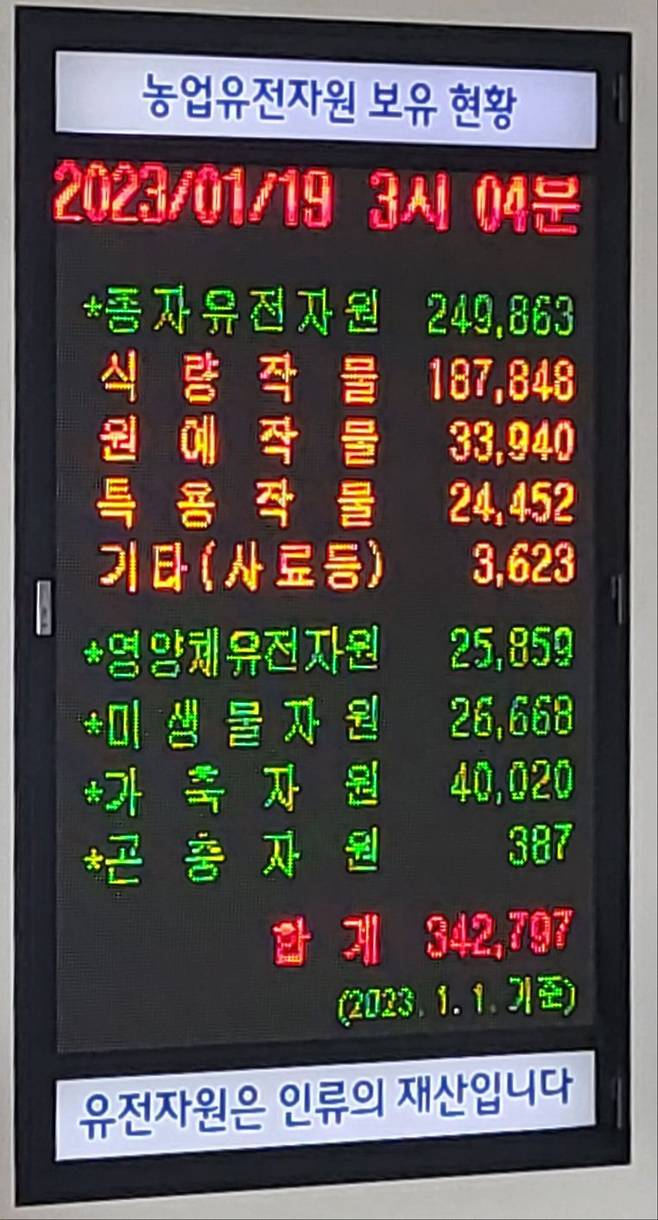 농업유전자원 보유 현황
2023/01/19 3시 04분
*종자유전자원 249,863
식량작물 187,848
원예작물 33,940
특용작물 24,452
기타(사료등) 3,623
*영양체유전자원 25,859
*미생물자원 26,668
*가축자원 40,020
*곤충자원 387
합계 342,797
(2023.1.1.기준)
유전자원은 인류의 재산입니다